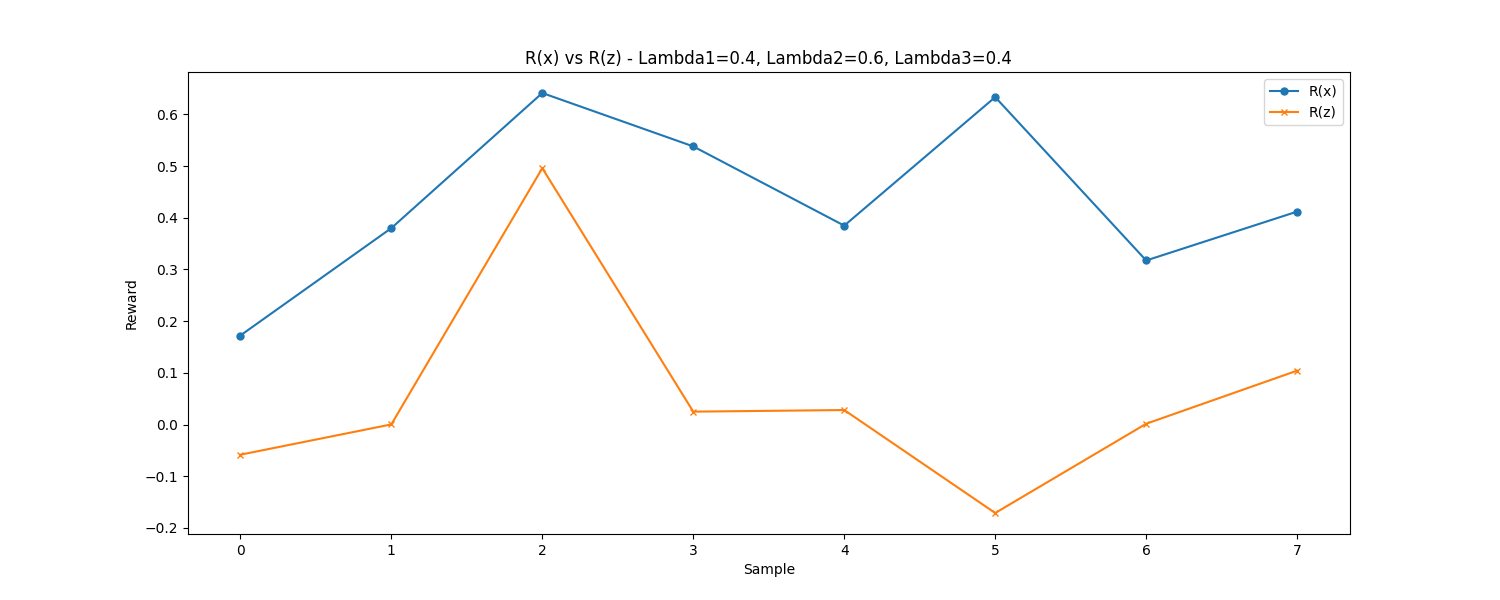 R(x) vs R(z) - Lambda1=0.4, Lambda2=0.6, Lambda3=0.4
R(x)
R(z)
0.6
0.5
0.4
0.3
0.2
0.1
0.0
−0.1
−0.2
Reward
0 1 2 3 4 5 6 7
Sample